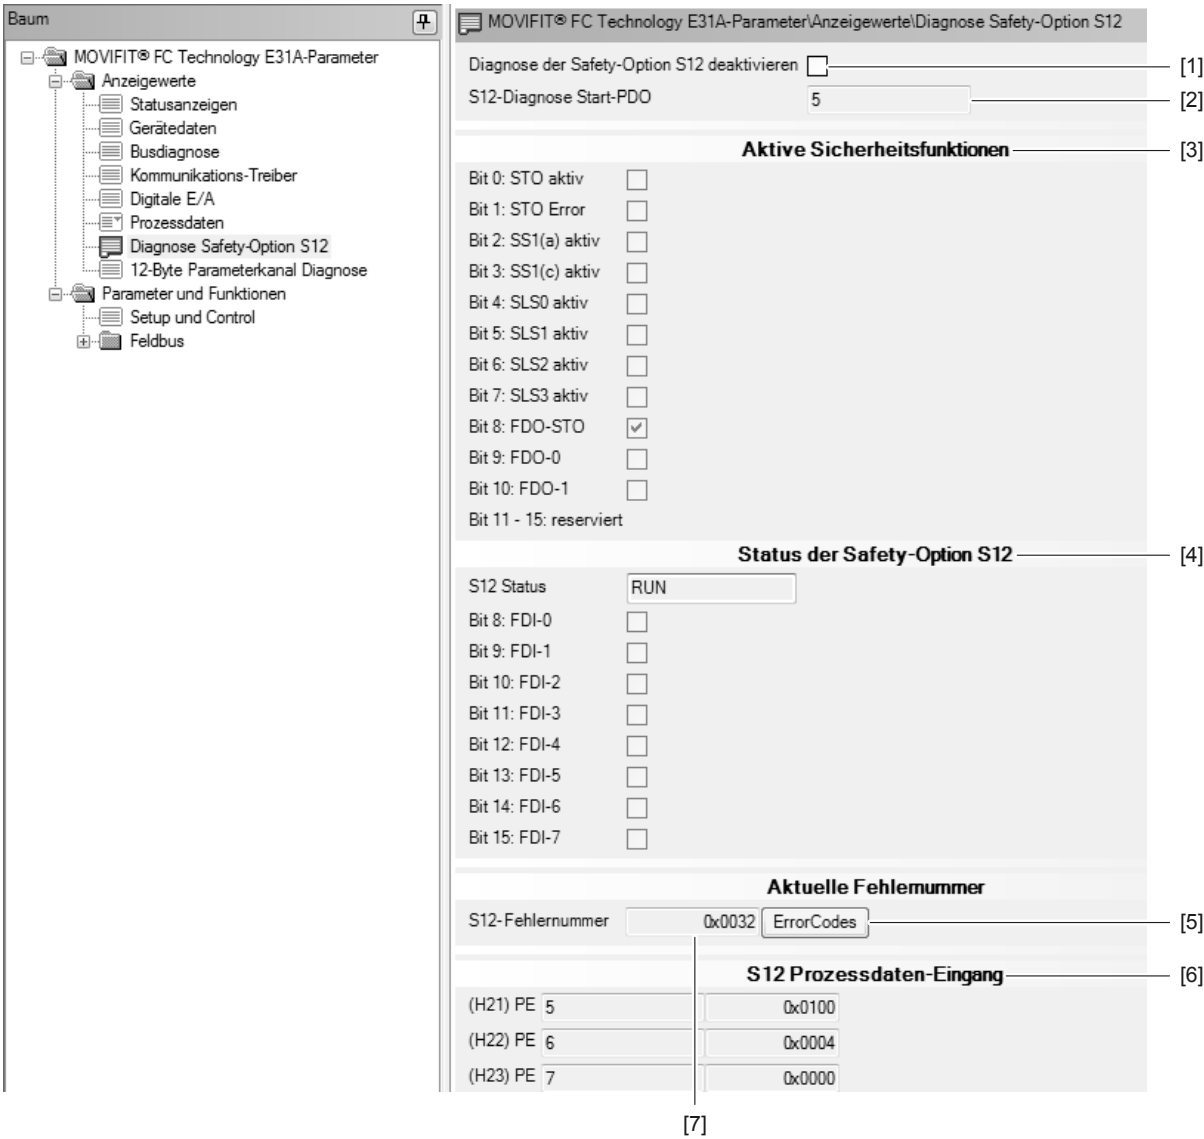 Baum
MOVIFIT® FC Technology E31A-Parameter
Anzeigewerte
Statusanzeigen
Gerätedaten
Busdiagnose
Kommunikations-Treiber
Digitale E/A
Prozessdaten
Diagnose Safety-Option S12
12-Byte Parameterkanal Diagnose
Parameter und Funktionen
Setup und Control
Feldbus
MOVIFIT® FC Technology E31A-Parameter\Anzeigewerte\Diagnose Safety-Option S12
Diagnose der Safety-Option S12 deaktivieren [1]
S12-Diagnose Start-PDO 5 [2]
Aktive Sicherheitsfunktionen [3]
Bit 0: STO aktiv
Bit 1: STO Error
Bit 2: SS1(a) aktiv
Bit 3: SS1(c) aktiv
Bit 4: SLS0 aktiv
Bit 5: SLS1 aktiv
Bit 6: SLS2 aktiv
Bit 7: SLS3 aktiv
Bit 8: FDO-STO
Bit 9: FDO-0
Bit 10: FDO-1
Bit 11 - 15: reserviert
Status der Safety-Option S12 [4]
S12 Status RUN
Bit 8: FDI-0
Bit 9: FDI-1
Bit 10: FDI-2
Bit 11: FDI-3
Bit 12: FDI-4
Bit 13: FDI-5
Bit 14: FDI-6
Bit 15: FDI-7
Aktuelle Fehlernummer
S12-Fehlernummer 0x0032 ErrorCodes [5]
S12 Prozessdaten-Eingang [6]
(H21) PE 5 0x0100
(H22) PE 6 0x0004
(H23) PE 7 0x0000
[7]